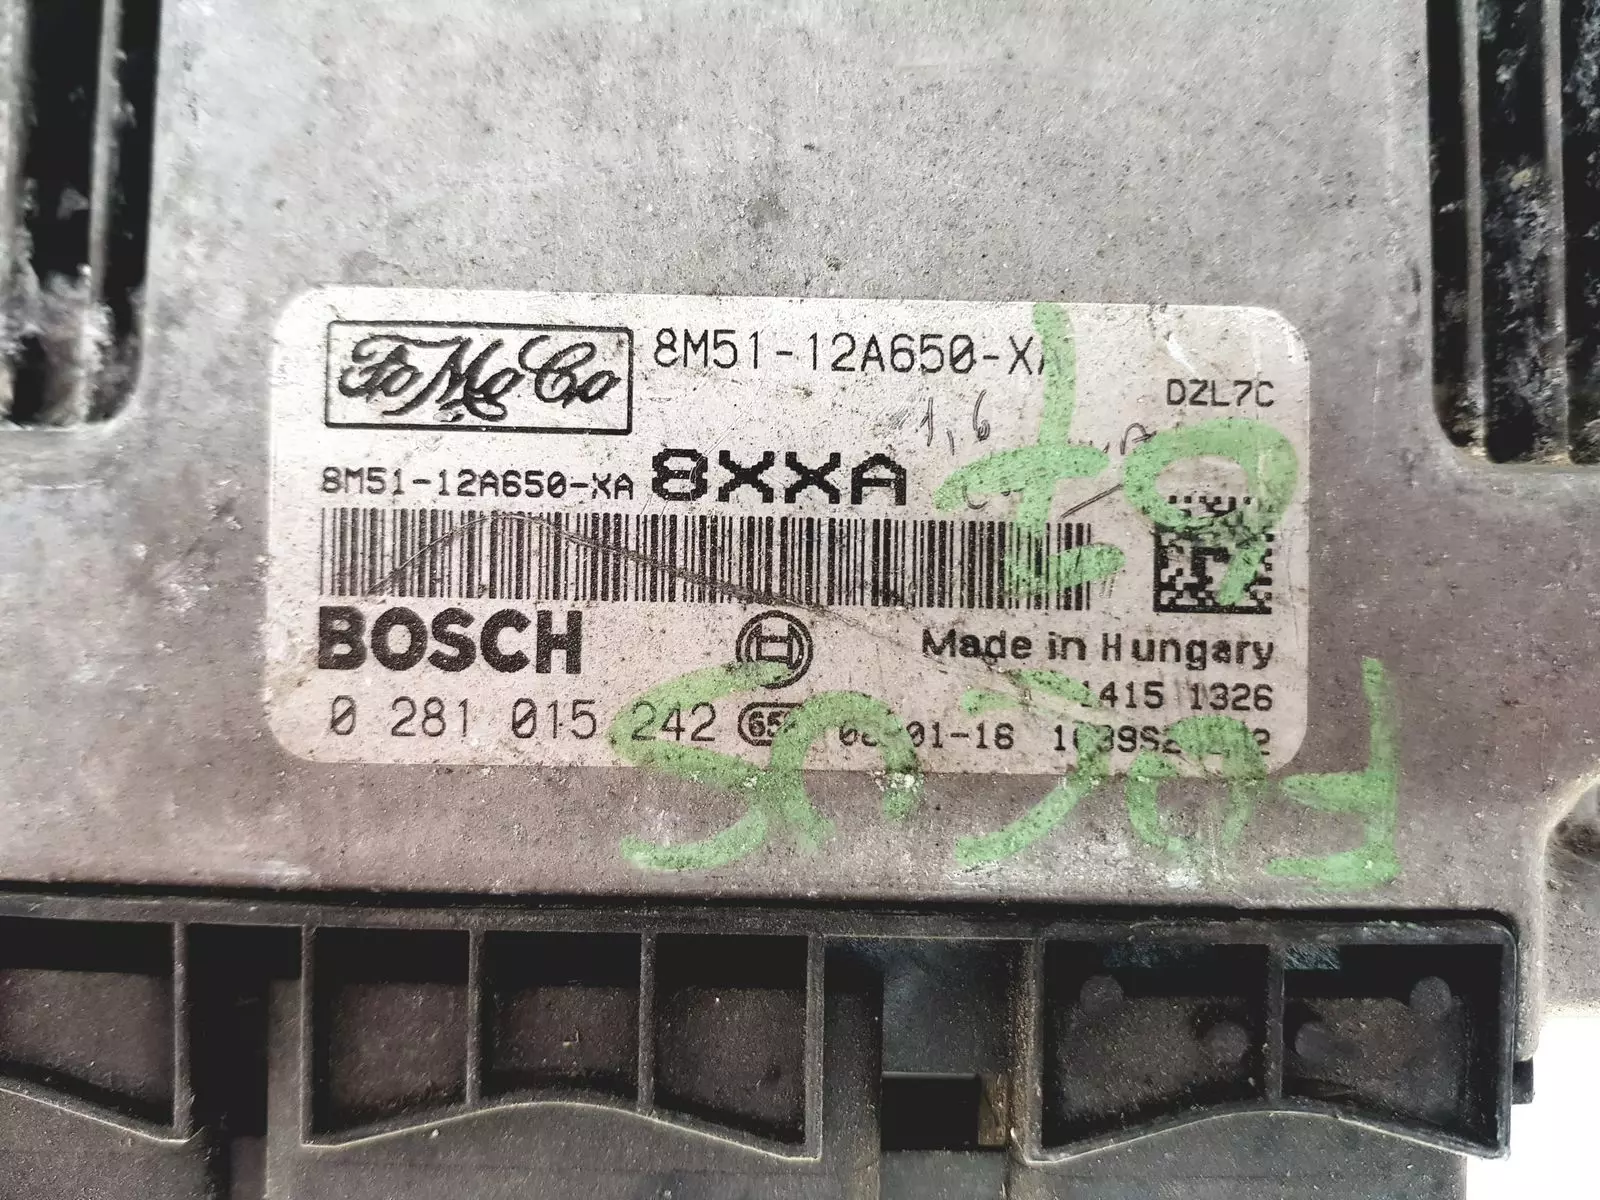 FoMoCo 8M51-12A650-XA
DZL7C
1,6
8M51-12A650-XA 8XXA
BOSCH
Made in Hungary
1415 1326
0 281 015 242
FOCUS